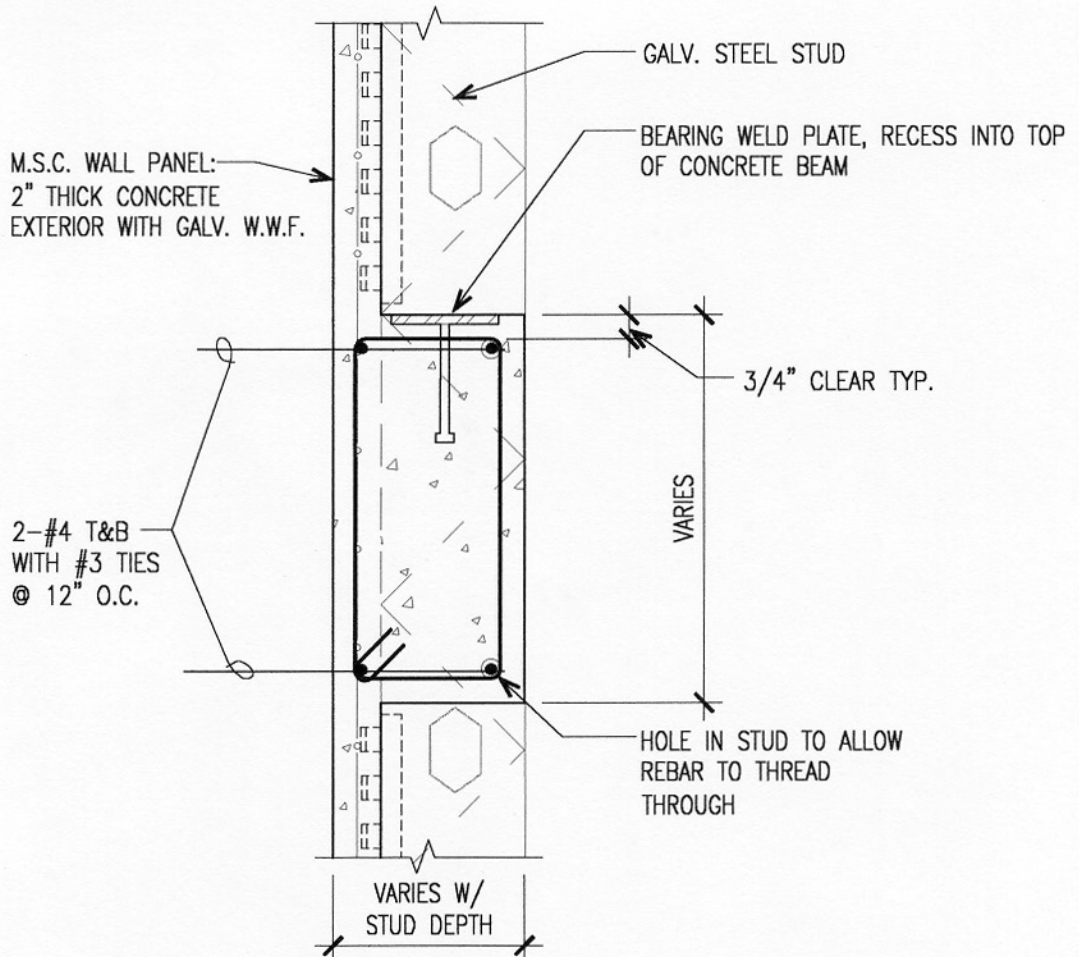 GALV. STEEL STUD
BEARING WELD PLATE, RECESS INTO TOP
OF CONCRETE BEAM
M.S.C. WALL PANEL:
2" THICK CONCRETE
EXTERIOR WITH GALV. W.W.F.
3/4" CLEAR TYP.
VARIES
2-#4 T&B
WITH #3 TIES
@ 12" O.C.
HOLE IN STUD TO ALLOW
REBAR TO THREAD
THROUGH
VARIES W/
STUD DEPTH